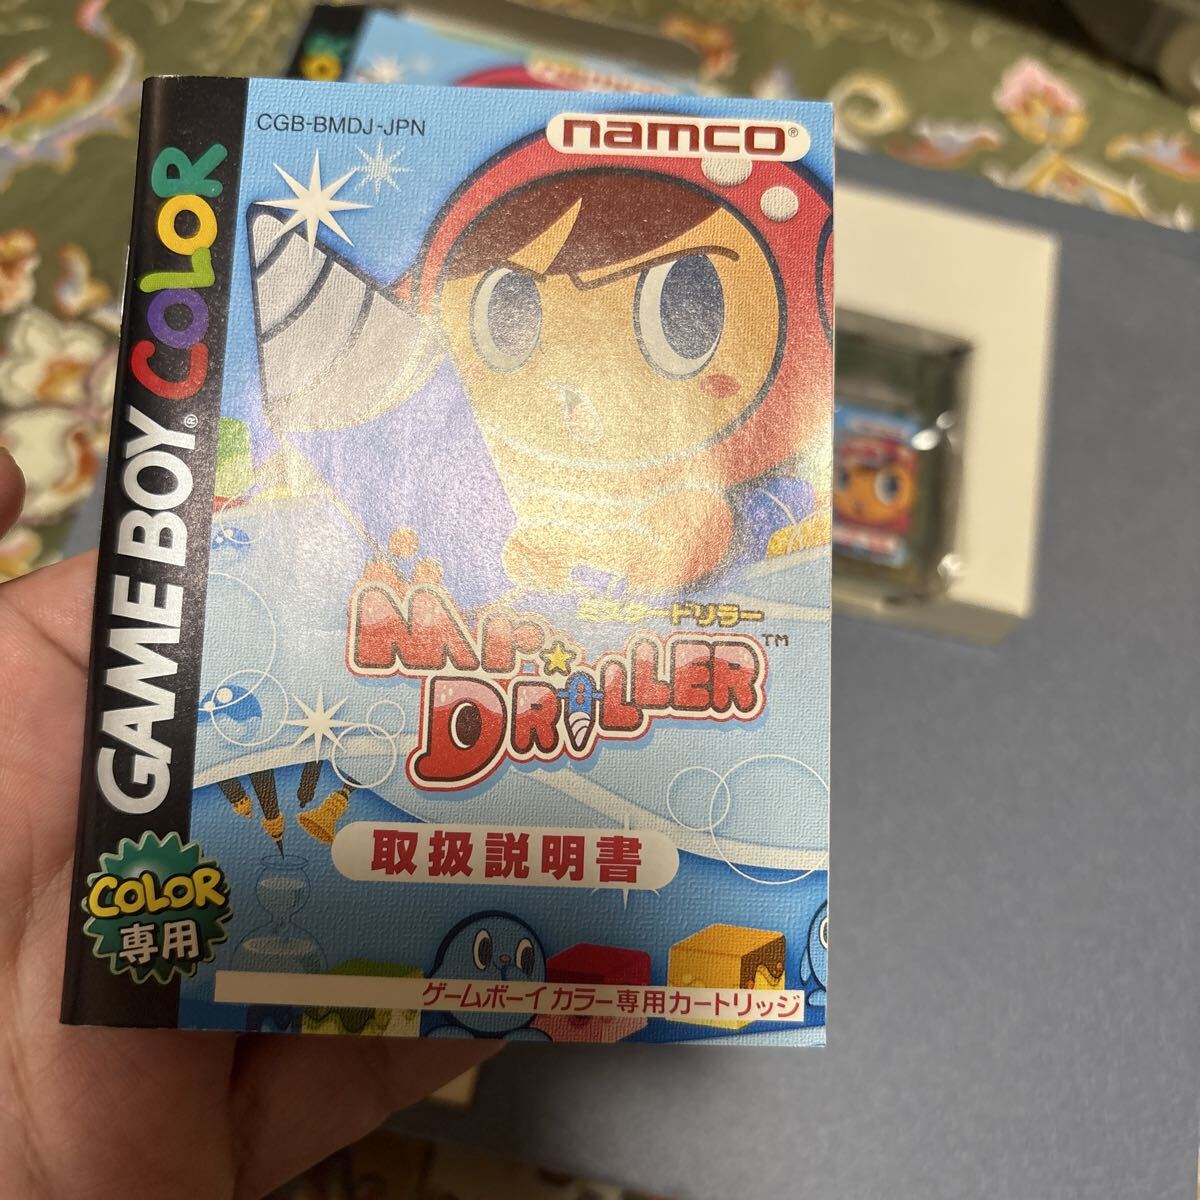 CGB-BMDJ-JPN
namco®
GAME BOY® COLOR
ミスタードリラー
Mr. DRILLER™
取扱説明書
COLOR
専用
ゲームボーイカラー専用カートリッジ